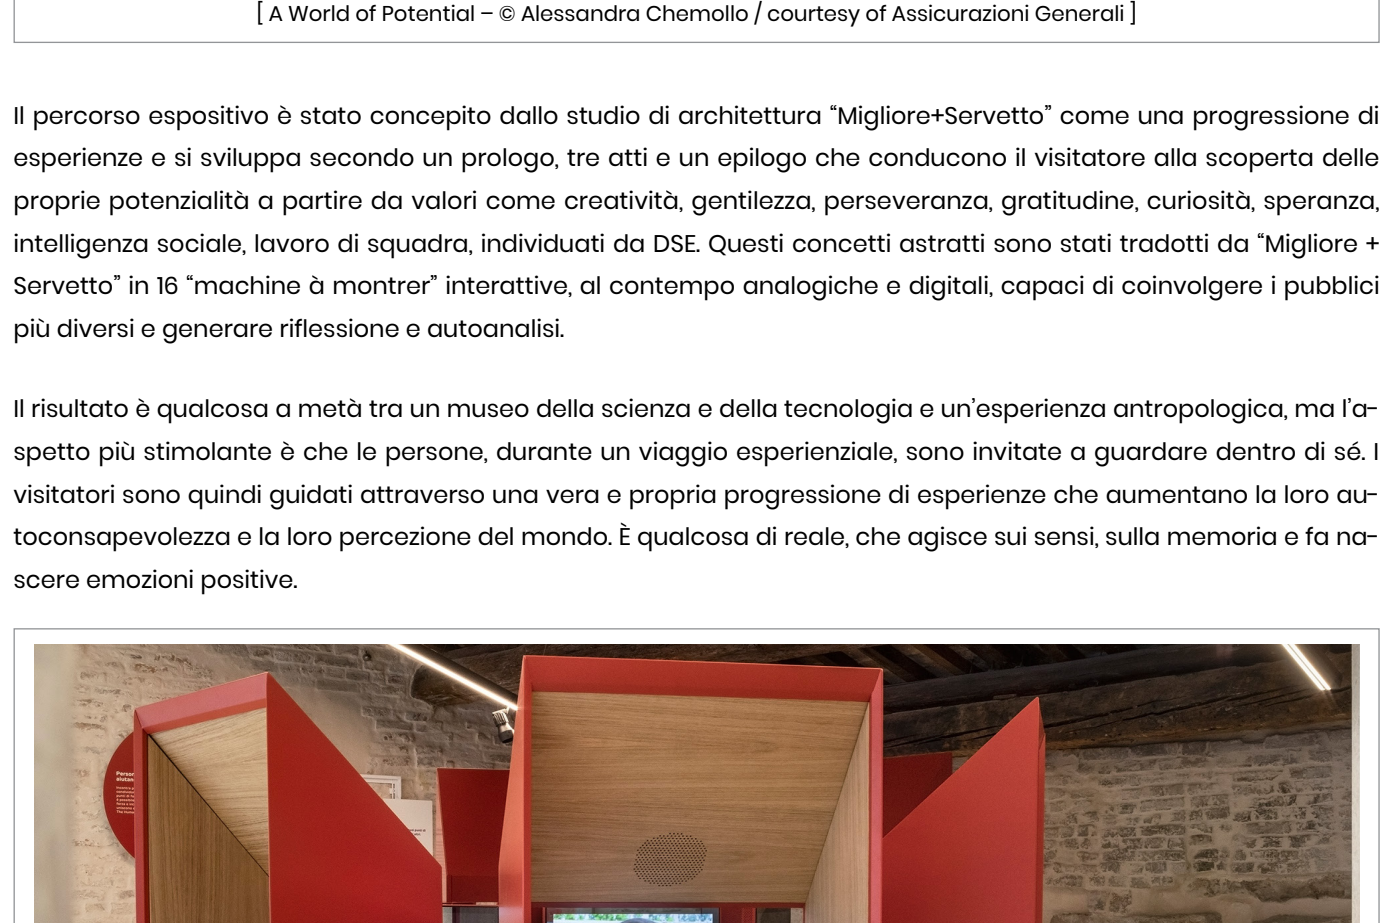 [ A World of Potential – © Alessandra Chemollo / courtesy of Assicurazioni Generali ]
Il percorso espositivo è stato concepito dallo studio di architettura “Migliore+Servetto” come una progressione di
esperienze e si sviluppa secondo un prologo, tre atti e un epilogo che conducono il visitatore alla scoperta delle
proprie potenzialità a partire da valori come creatività, gentilezza, perseveranza, gratitudine, curiosità, speranza,
intelligenza sociale, lavoro di squadra, individuati da DSE. Questi concetti astratti sono stati tradotti da “Migliore +
Servetto” in 16 “machine à montrer” interattive, al contempo analogiche e digitali, capaci di coinvolgere i pubblici
più diversi e generare riflessione e autoanalisi.
Il risultato è qualcosa a metà tra un museo della scienza e della tecnologia e un’esperienza antropologica, ma l’a-
spetto più stimolante è che le persone, durante un viaggio esperienziale, sono invitate a guardare dentro di sé. I
visitatori sono quindi guidati attraverso una vera e propria progressione di esperienze che aumentano la loro au-
toconsapevolezza e la loro percezione del mondo. È qualcosa di reale, che agisce sui sensi, sulla memoria e fa na-
scere emozioni positive.